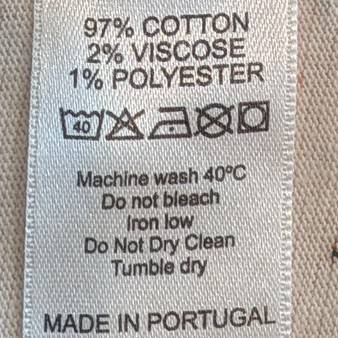 97% COTTON
2% VISCOSE
1% POLYESTER
40
Machine wash 40ºC
Do not bleach
Iron low
Do Not Dry Clean
Tumble dry
MADE IN PORTUGAL